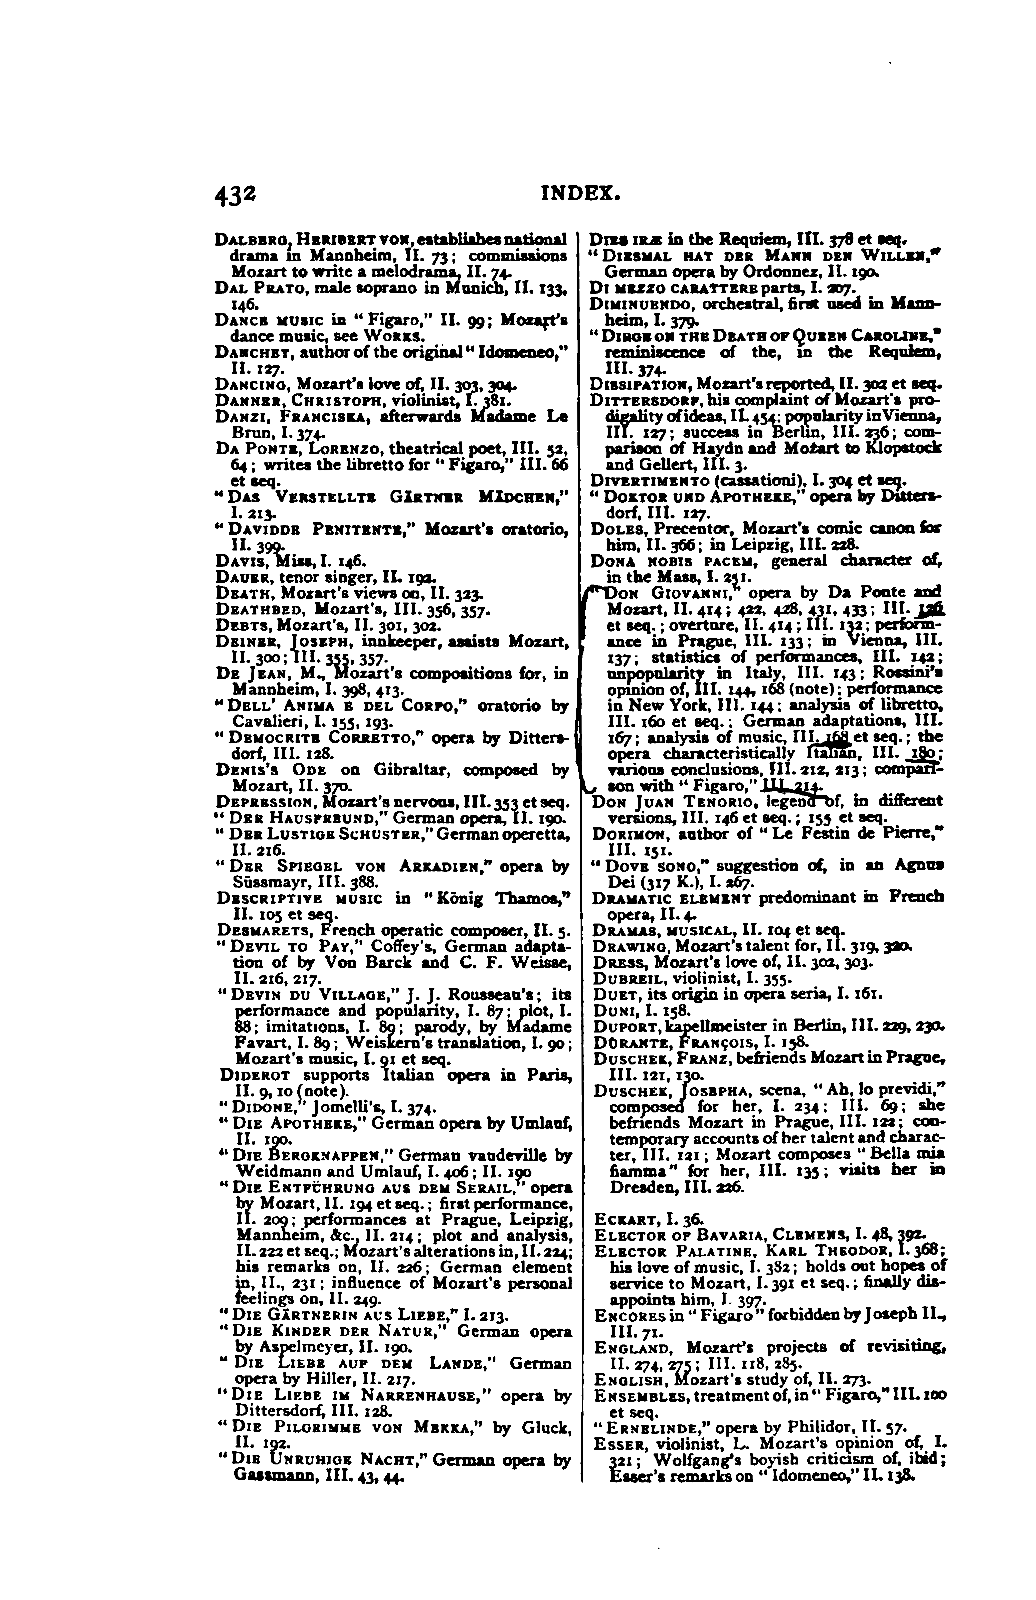 432
INDEX.
DALBERG, HERIBERT VON, establishes national
drama in Mannheim, II. 73; commissions
Mozart to write a melodrama, II. 74.
DAL PRATO, male soprano in Munich, II. 133,
146.
DANCE MUSIC in "Figaro," II. 99; Mozart's
dance music, see WORKS.
DANCHET, author of the original "Idomeneo,"
II. 127.
DANCING, Mozart's love of, II. 303, 304.
DANNER, CHRISTOPH, violinist, I. 381.
DANZI, FRANCISKA, afterwards Madame Le
Brun, I. 374.
DA PONTE, LORENZO, theatrical poet, III. 52,
64; writes the libretto for "Figaro," III. 66
et seq.
"DAS VERSTELLTE GÄRTNER MÄDCHEN,"
I. 213.
"DAVIDDE PENITENTE," Mozart's oratorio,
II. 399.
DAVIS, Miss, I. 146.
DAUER, tenor singer, II. 192.
DEATH, Mozart's views on, II. 323.
DEATHBED, Mozart's, III. 356, 357.
DEBTS, Mozart's, II. 301, 302.
DEINER, JOSEPH, innkeeper, assists Mozart,
II. 300; III. 355, 357.
DE JEAN, M., Mozart's compositions for, in
Mannheim, I. 398, 413.
"DELL' ANIMA E DEL CORPO," oratorio by
Cavalieri, I. 155, 193.
"DEMOCRITE CORRETTO," opera by Ditters-
dorf, III. 128.
DENIS'S ODE on Gibraltar, composed by
Mozart, II. 370.
DEPRESSION, Mozart's nervous, III. 353 et seq.
"DER HAUSFREUND," German opera, II. 190.
"DER LUSTIGE SCHUSTER," German operetta,
II. 216.
"DER SPIEGEL VON ARKADIEN," opera by
Süssmayr, III. 388.
DESCRIPTIVE MUSIC in "König Thamos,"
II. 105 et seq.
DESMARETS, French operatic composer, II. 5.
"DEVIL TO PAY," Coffey's, German adapta-
tion of by Von Barck and C. F. Weisse,
II. 216, 217.
"DEVIN DU VILLAGE," J. J. Rousseau's; its
performance and popularity, I. 87; plot, I.
88; imitations, I. 89; parody, by Madame
Favart, I. 89; Weiskern's translation, I. 90;
Mozart's music, I. 91 et seq.
DIDEROT supports Italian opera in Paris,
II. 9, 10 (note).
"DIDONE," Jomelli's, I. 374.
"DIE APOTHEKE," German opera by Umlauf,
II. 190.
"DIE BERGKNAPPEN," German vaudeville by
Weidmann and Umlauf, I. 406; II. 190
"DIE ENTFÜHRUNG AUS DEM SERAIL," opera
by Mozart, II. 194 et seq.; first performance,
II. 209; performances at Prague, Leipzig,
Mannheim, &c., II. 214; plot and analysis,
II. 222 et seq.; Mozart's alterations in, II. 224;
his remarks on, II. 226; German element
in, II., 231; influence of Mozart's personal
feelings on, II. 249.
"DIE GÄRTNERIN AUS LIEBE," I. 213.
"DIE KINDER DER NATUR," German opera
by Aspelmeyer, II. 190.
"DIE LIEBE AUF DEM LANDE," German
opera by Hiller, II. 217.
"DIE LIEBE IM NARRENHAUSE," opera by
Dittersdorf, III. 128.
"DIE PILGRIMME VON MEKKA," by Gluck,
II. 192.
"DIE UNRUHIGE NACHT," German opera by
Gassmann, III. 43, 44.
DIES IRÆ in the Requiem, III. 378 et seq.
"DIESMAL HAT DER MANN DEN WILLEN,"
German opera by Ordonnez, II. 190.
DI MEZZO CARATTERE parts, I. 207.
DIMINUENDO, orchestral, first used in Mann-
heim, I. 379.
"DIRGE ON THE DEATH OF QUEEN CAROLINE,"
reminiscence of the, in the Requiem,
III. 374.
DISSIPATION, Mozart's reported, II. 302 et seq.
DITTERSDORF, his complaint of Mozart's pro-
digality of ideas, II. 454; popularity in Vienna,
III. 127; success in Berlin, III. 236; com-
parison of Haydn and Mozart to Klopstock
and Gellert, III. 3.
DIVERTIMENTO (cassationi), I. 304 et seq.
"DOKTOR UND APOTHEKE," opera by Ditters-
dorf, III. 127.
DOLES, Precentor, Mozart's comic canon for
him, II. 366; in Leipzig, III. 228.
DONA NOBIS PACEM, general character of,
in the Mass, I. 251.
"DON GIOVANNI," opera by Da Ponte and
Mozart, II. 414; 422, 428, 431, 433; III. 126
et seq.; overture, II. 414; III. 132; perform-
ance in Prague, III. 133; in Vienna, III.
137; statistics of performances, III. 142;
unpopularity in Italy, III. 143; Rossini's
opinion of, III. 144, 168 (note); performance
in New York, III. 144; analysis of libretto,
III. 160 et seq.; German adaptations, III.
167; analysis of music, III. 168 et seq.; the
opera characteristically Italian, III. 180;
various conclusions, III. 212, 213; compari-
son with "Figaro," III. 214.
DON JUAN TENORIO, legend of, in different
versions, III. 146 et seq.; 155 et seq.
DORIMON, author of "Le Festin de Pierre,"
III. 151.
"DOVE SONO," suggestion of, in an Agnus
Dei (317 K.), I. 267.
DRAMATIC ELEMENT predominant in French
opera, II. 4.
DRAMAS, MUSICAL, II. 104 et seq.
DRAWING, Mozart's talent for, II. 319, 320.
DRESS, Mozart's love of, II. 302, 303.
DUBREIL, violinist, I. 355.
DUET, its origin in opera seria, I. 161.
DUNI, I. 158.
DUPORT, kapellmeister in Berlin, III. 229, 230.
DURANTE, FRANÇOIS, I. 158.
DUSCHEK, FRANZ, befriends Mozart in Prague,
III. 121, 130.
DUSCHEK, JOSEPHA, scena, "Ah, lo previdi,"
composed for her, I. 234; III. 69; she
befriends Mozart in Prague, III. 122; con-
temporary accounts of her talent and charac-
ter, III. 121; Mozart composes "Bella mia
fiamma" for her, III. 135; visits her in
Dresden, III. 226.
ECKART, I. 36.
ELECTOR OF BAVARIA, CLEMENS, I. 48, 392.
ELECTOR PALATINE, KARL THEODOR, I. 368;
his love of music, I. 382; holds out hopes of
service to Mozart, I. 391 et seq.; finally dis-
appoints him, I. 397.
ENCORES in "Figaro" forbidden by Joseph II.,
III. 71.
ENGLAND, Mozart's projects of revisiting,
II. 274, 275; III. 118, 285.
ENGLISH, Mozart's study of, II. 273.
ENSEMBLES, treatment of, in "Figaro," III. 100
et seq.
"ERNELINDE," opera by Philidor, II. 57.
ESSER, violinist, L. Mozart's opinion of, I.
321; Wolfgang's boyish criticism of, ibid;
Esser's remarks on "Idomeneo," II. 138.